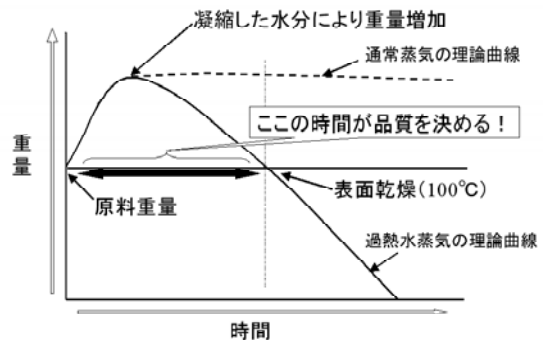 凝縮した水分により重量増加
通常蒸気の理論曲線
ここの時間が品質を決める！
重量
原料重量
表面乾燥(100℃)
過熱水蒸気の理論曲線
時間